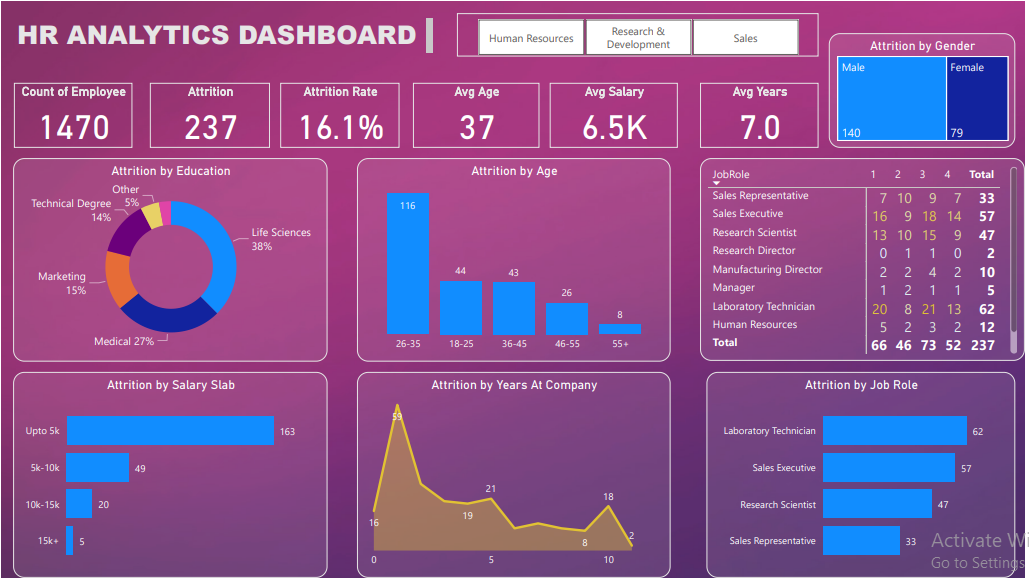 HR ANALYTICS DASHBOARD
Human Resources
Research &
Development
Sales
Attrition by Gender
Male
Female
140
79
Count of Employee
1470
Attrition
237
Attrition Rate
16.1%
Avg Age
37
Avg Salary
6.5K
Avg Years
7.0
Attrition by Education
Other
5%
Technical Degree
14%
Life Sciences
38%
Marketing
15%
Medical 27%
Attrition by Age
116
44
43
26
8
26-35
18-25
36-45
46-55
55+
JobRole 1 2 3 4 Total
Sales Representative 7 10 9 7 33
Sales Executive 16 9 18 14 57
Research Scientist 13 10 15 9 47
Research Director 0 1 1 0 2
Manufacturing Director 2 2 4 2 10
Manager 1 2 1 1 5
Laboratory Technician 20 8 21 13 62
Human Resources 5 2 3 2 12
Total 66 46 73 52 237
Attrition by Salary Slab
Upto 5k 163
5k-10k 49
10k-15k 20
15k+ 5
Attrition by Years At Company
59
16
19
21
8
18
2
0 5 10
Attrition by Job Role
Laboratory Technician 62
Sales Executive 57
Research Scientist 47
Sales Representative 33
Activate Wi
Go to Settings